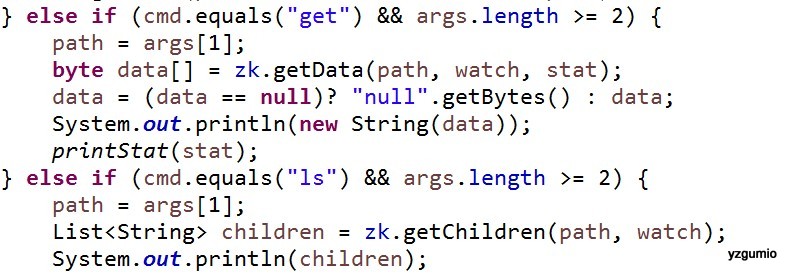 } else if (cmd.equals("get") && args.length >= 2) {
    path = args[1];
    byte data[] = zk.getData(path, watch, stat);
    data = (data == null)? "null".getBytes() : data;
    System.out.println(new String(data));
    printStat(stat);
} else if (cmd.equals("ls") && args.length >= 2) {
    path = args[1];
    List<String> children = zk.getChildren(path, watch);
    System.out.println(children);
yzgumio